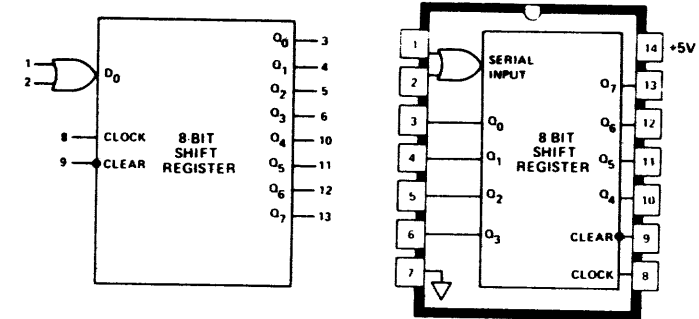 1
2
D0
8 CLOCK
9 CLEAR
8-BIT
SHIFT
REGISTER
Q0 3
Q1 4
Q2 5
Q3 6
Q4 10
Q5 11
Q6 12
Q7 13
1
2
3
4
5
6
7
SERIAL
INPUT
Q0
Q1
Q2
Q3
8 BIT
SHIFT
REGISTER
Q7
Q6
Q5
Q4
CLEAR
CLOCK
14 +5V
13
12
11
10
9
8